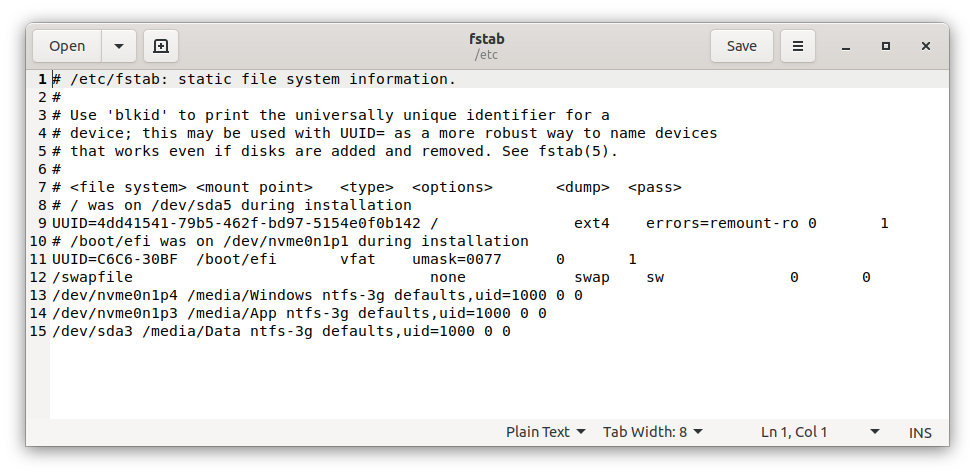 Open
fstab
/etc
Save
1 # /etc/fstab: static file system information.
2 #
3 # Use 'blkid' to print the universally unique identifier for a
4 # device; this may be used with UUID= as a more robust way to name devices
5 # that works even if disks are added and removed. See fstab(5).
6 #
7 # <file system> <mount point>   <type>  <options>       <dump>  <pass>
8 # / was on /dev/sda5 during installation
9 UUID=4dd41541-79b5-462f-bd97-5154e0f0b142 /               ext4    errors=remount-ro 0       1
10 # /boot/efi was on /dev/nvme0n1p1 during installation
11 UUID=C6C6-30BF  /boot/efi       vfat    umask=0077      0       1
12 /swapfile                                 none            swap    sw              0       0
13 /dev/nvme0n1p4 /media/Windows ntfs-3g defaults,uid=1000 0 0
14 /dev/nvme0n1p3 /media/App ntfs-3g defaults,uid=1000 0 0
15 /dev/sda3 /media/Data ntfs-3g defaults,uid=1000 0 0
Plain Text Tab Width: 8 Ln 1, Col 1 INS